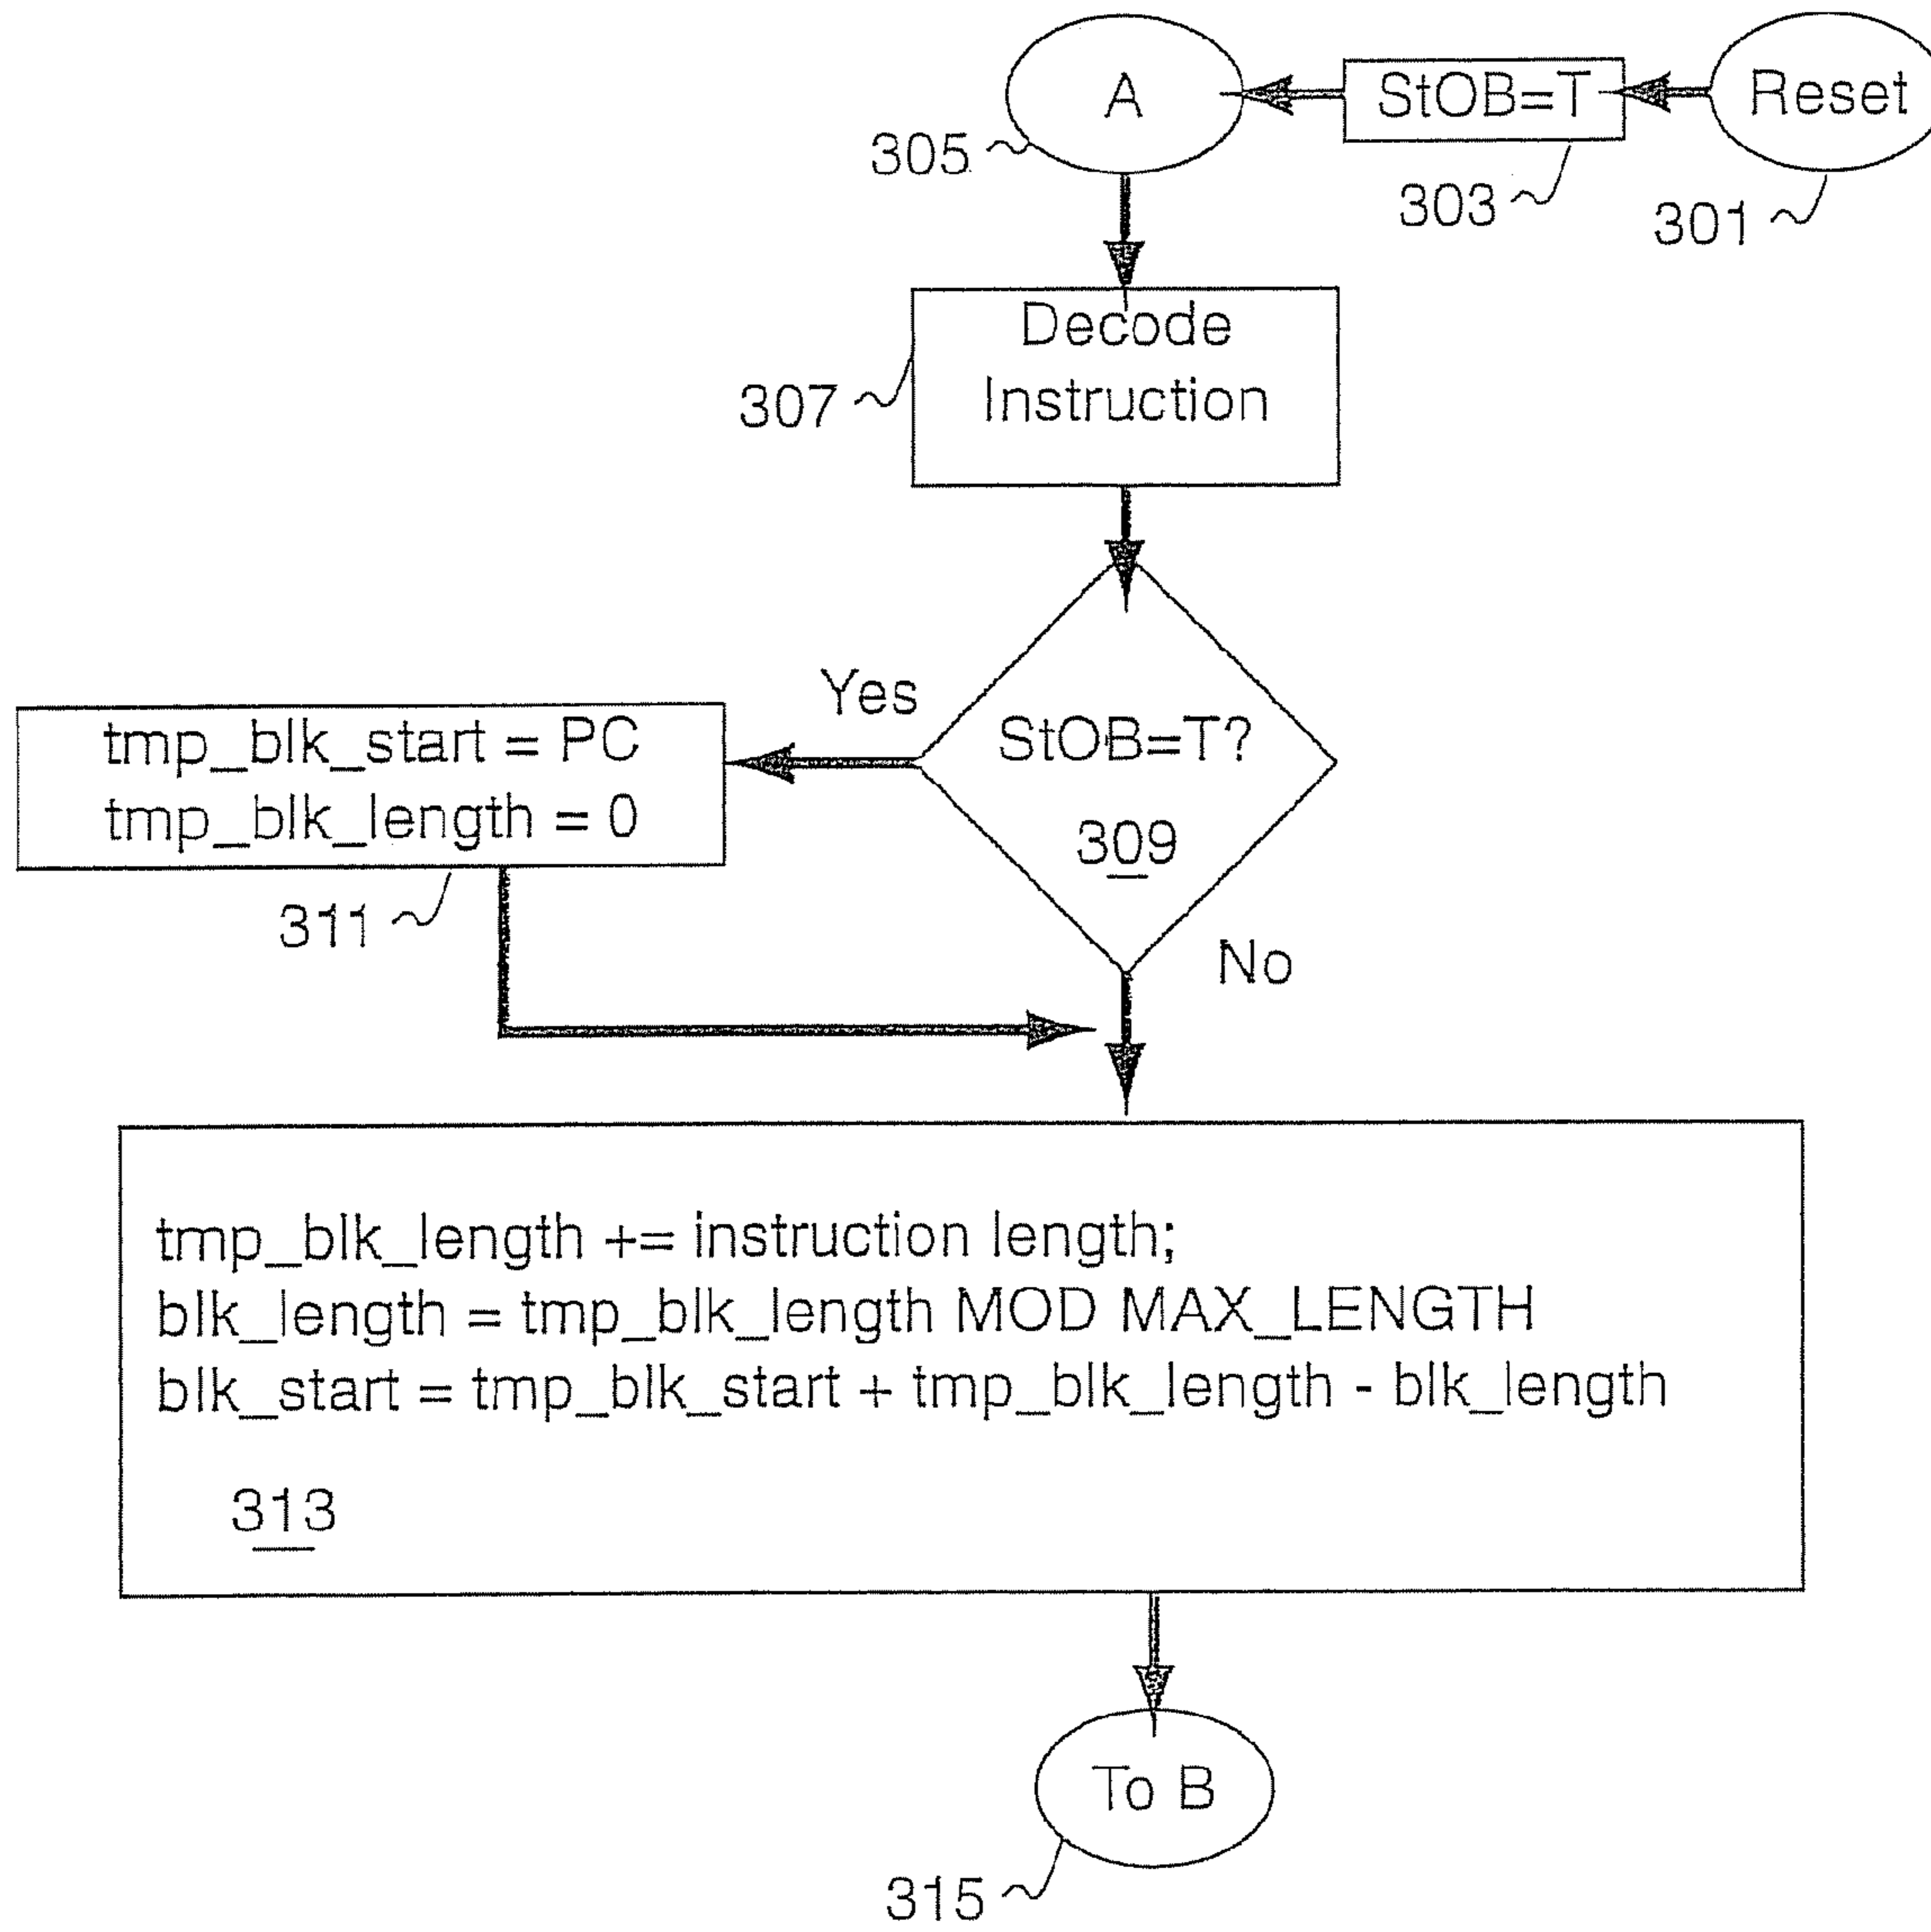 A
StOB=T
Reset
305
303
301
Decode
Instruction
307
Yes
StOB=T?
309
tmp_blk_start = PC
tmp_blk_length = 0
311
No
tmp_blk_length += instruction length;
blk_length = tmp_blk_length MOD MAX_LENGTH
blk_start = tmp_blk_start + tmp_blk_length - blk_length
313
To B
315